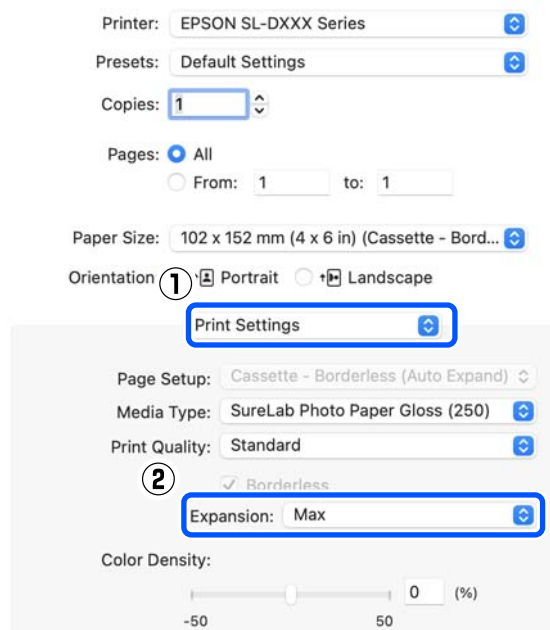 Printer: EPSON SL-DXXX Series
Presets: Default Settings
Copies: 1
Pages: All
From: 1 to: 1
Paper Size: 102 x 152 mm (4 x 6 in) (Cassette - Bord...
Orientation Portrait Landscape
①
Print Settings
Page Setup: Cassette - Borderless (Auto Expand)
Media Type: SureLab Photo Paper Gloss (250)
Print Quality: Standard
②
Borderless
Expansion: Max
Color Density:
0 (%)
-50 50